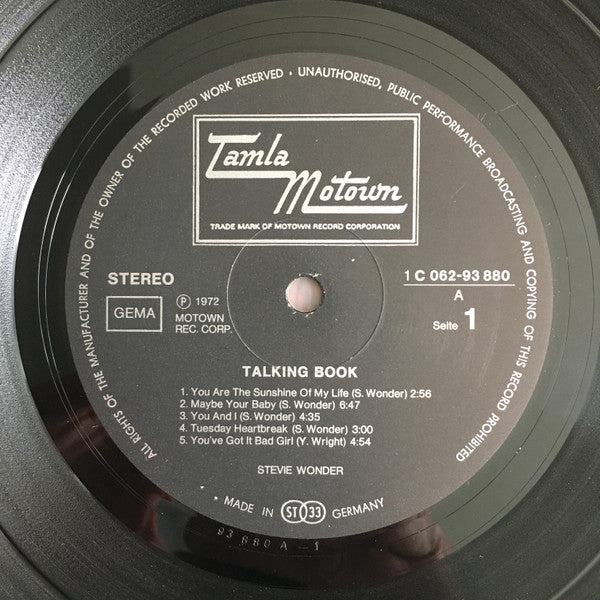 ALL RIGHTS OF THE MANUFACTURER AND OF THE OWNER OF THE RECORDED WORK RESERVED · UNAUTHORISED, PUBLIC PERFORMANCE BROADCASTING AND COPYING OF THIS RECORD PROHIBITED
Tamla
Motown
TRADE MARK OF MOTOWN RECORD CORPORATION
STEREO
GEMA
℗ 1972
MOTOWN
REC. CORP.
1 C 062-93 880
A
Seite 1
TALKING BOOK
1. You Are The Sunshine Of My Life (S. Wonder) 2:56
2. Maybe Your Baby (S. Wonder) 6:47
3. You And I (S. Wonder) 4:35
4. Tuesday Heartbreak (S. Wonder) 3:00
5. You've Got It Bad Girl (Y. Wright) 4:54
STEVIE WONDER
MADE IN ST 33 GERMANY
93 880 A - 1